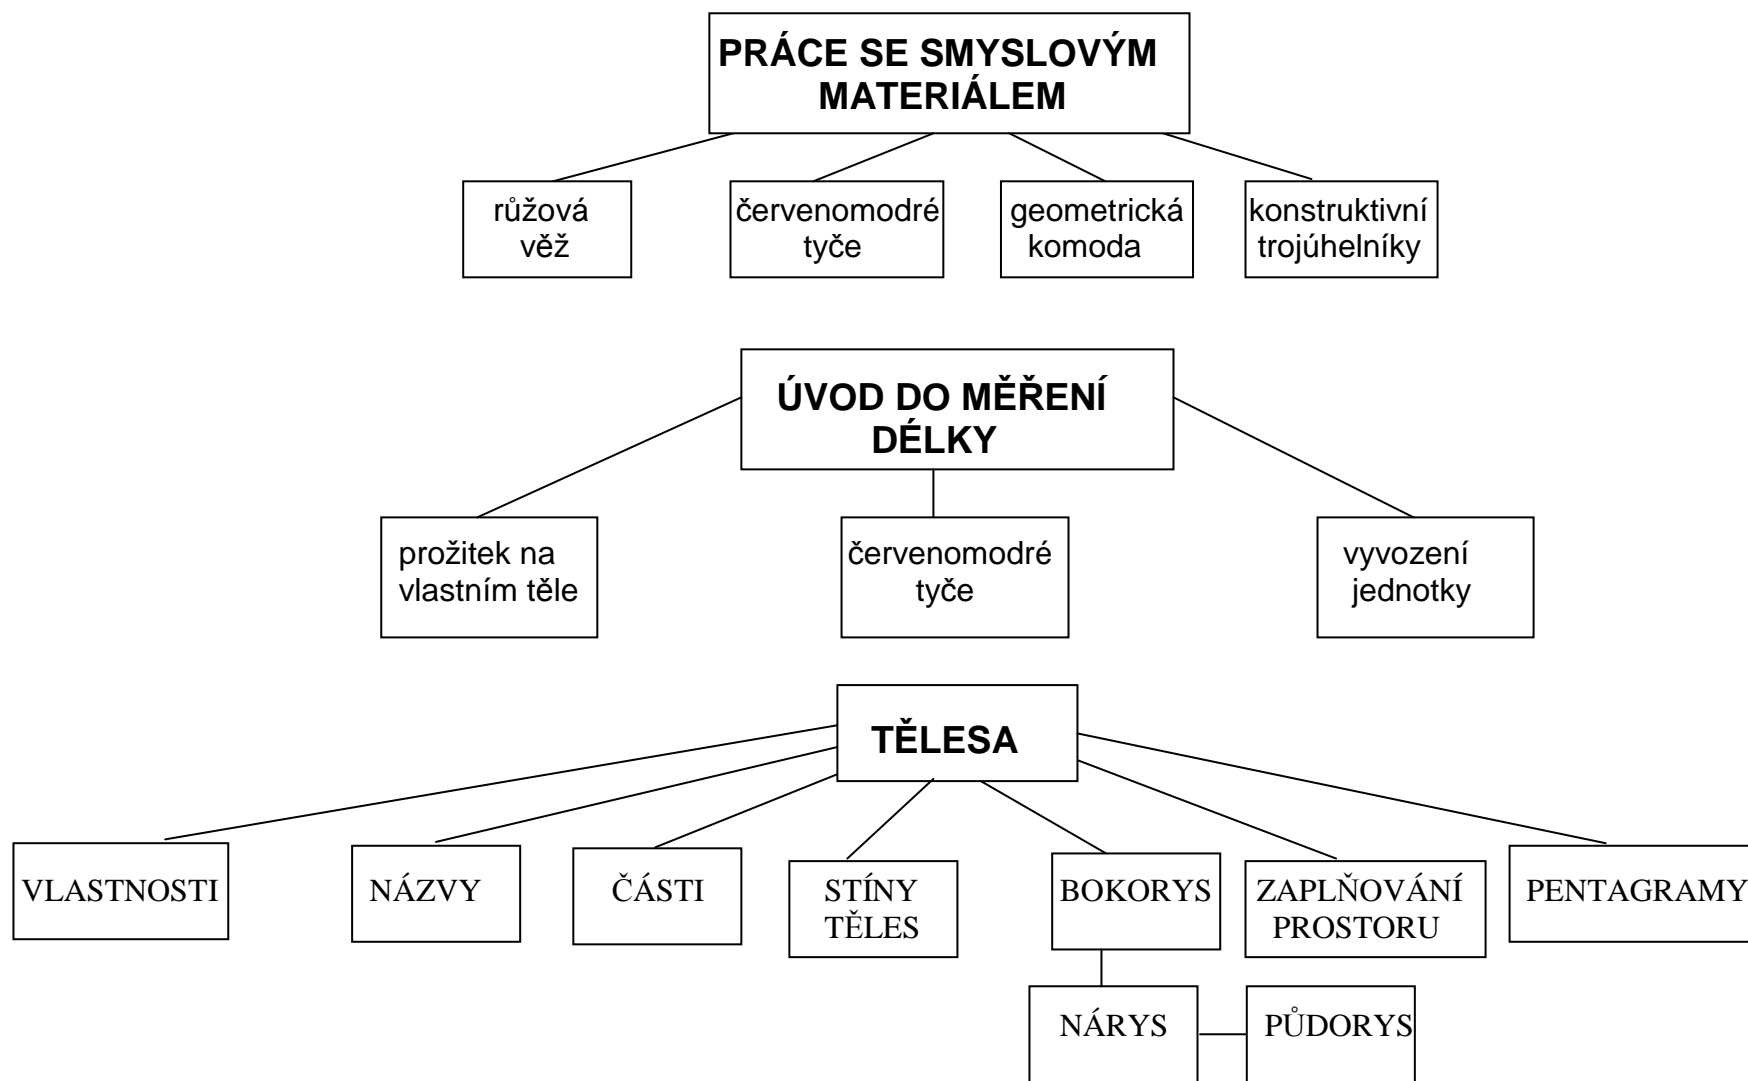 PRÁCE SE SMYSLOVÝM
MATERIÁLEM
růžová
věž
červenomodré
tyče
geometrická
komoda
konstruktivní
trojúhelníky
ÚVOD DO MĚŘENÍ
DÉLKY
prožitek na
vlastním těle
červenomodré
tyče
vyvození
jednotky
TĚLESA
VLASTNOSTI
NÁZVY
ČÁSTI
STÍNY
TĚLES
BOKORYS
ZAPLŇOVÁNÍ
PROSTORU
PENTAGRAMY
NÁRYS
PŮDORYS